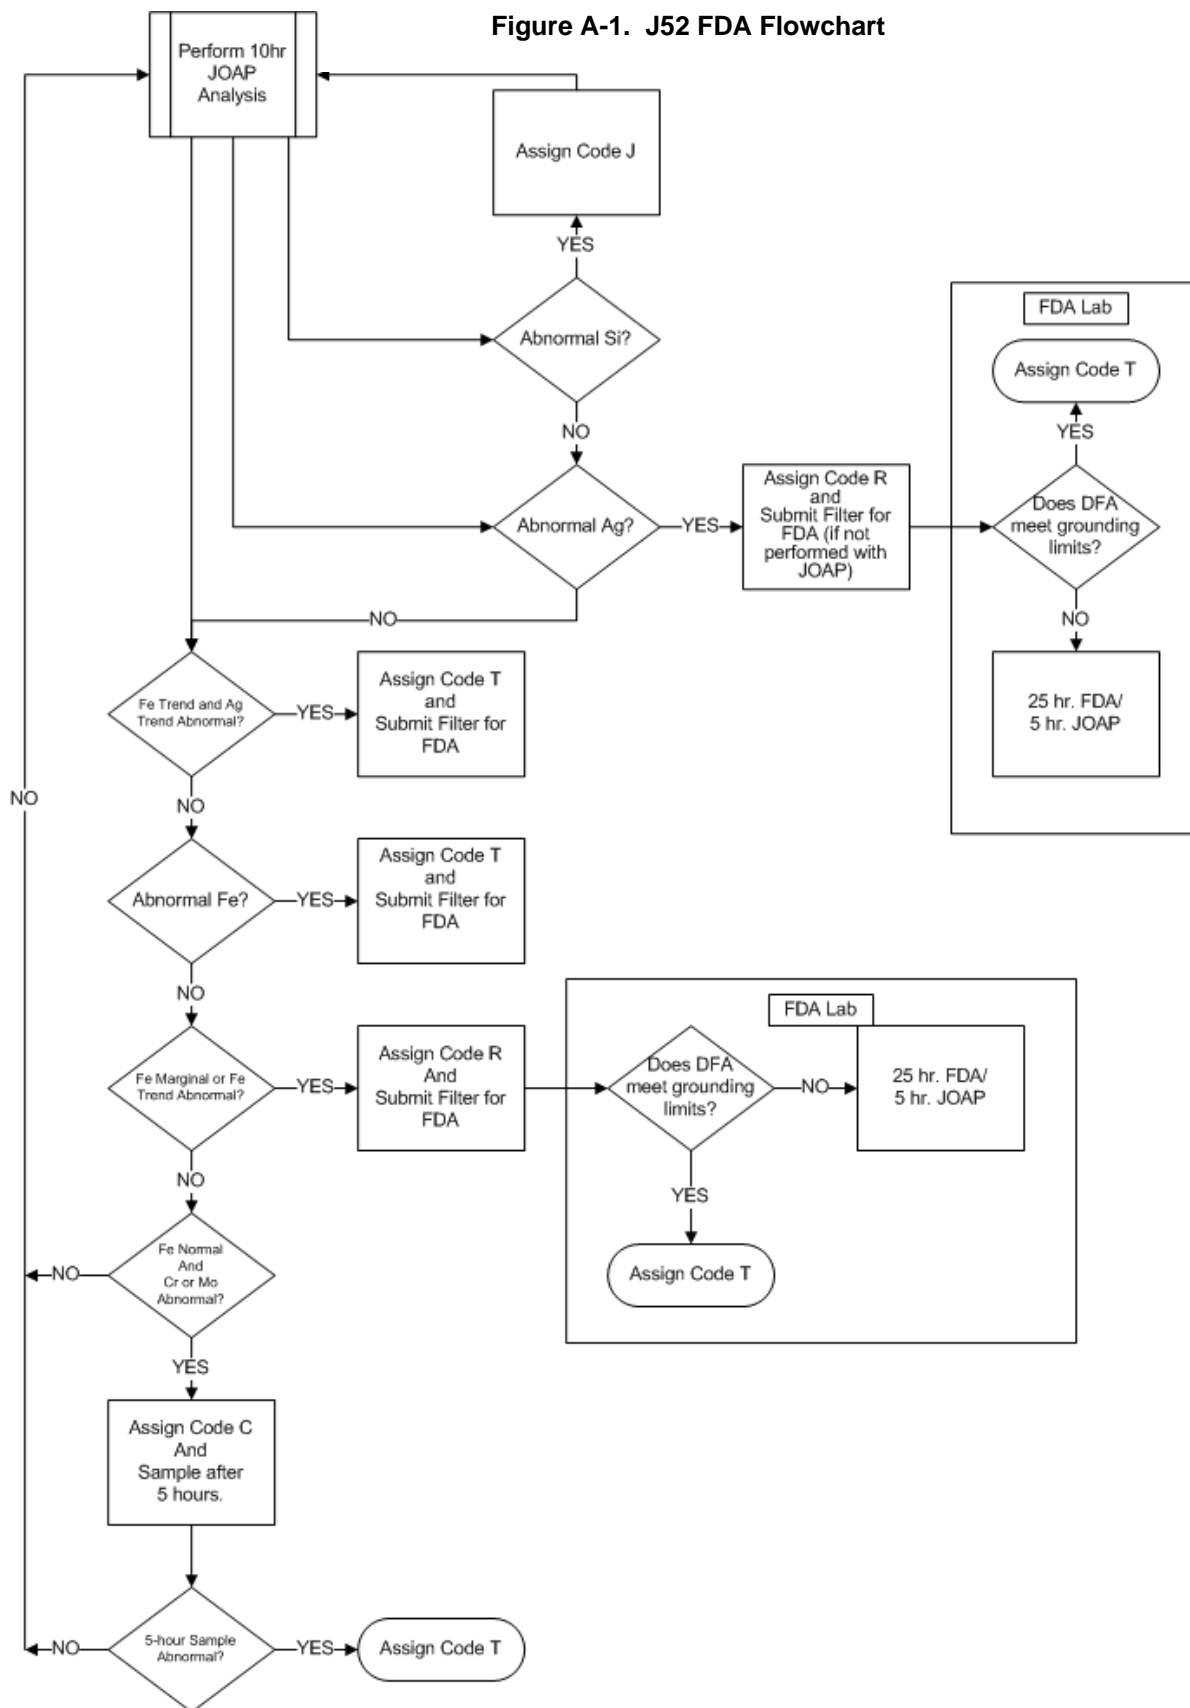 Figure A-1. J52 FDA Flowchart
Perform 10hr
JOAP
Analysis
Assign Code J
YES
Abnormal Si?
NO
Abnormal Ag?
YES
Assign Code R
and
Submit Filter for
FDA (if not
performed with
JOAP)
FDA Lab
Assign Code T
YES
Does DFA
meet grounding
limits?
NO
25 hr. FDA/
5 hr. JOAP
NO
Fe Trend and Ag
Trend Abnormal?
YES
Assign Code T
and
Submit Filter for
FDA
NO
NO
Abnormal Fe?
YES
Assign Code T
and
Submit Filter for
FDA
NO
Fe Marginal or Fe
Trend Abnormal?
YES
Assign Code R
And
Submit Filter for
FDA
FDA Lab
Does DFA
meet grounding
limits?
NO
25 hr. FDA/
5 hr. JOAP
YES
Assign Code T
NO
Fe Normal
And
Cr or Mo
Abnormal?
NO
YES
Assign Code C
And
Sample after
5 hours.
5-hour Sample
Abnormal?
NO
YES
Assign Code T